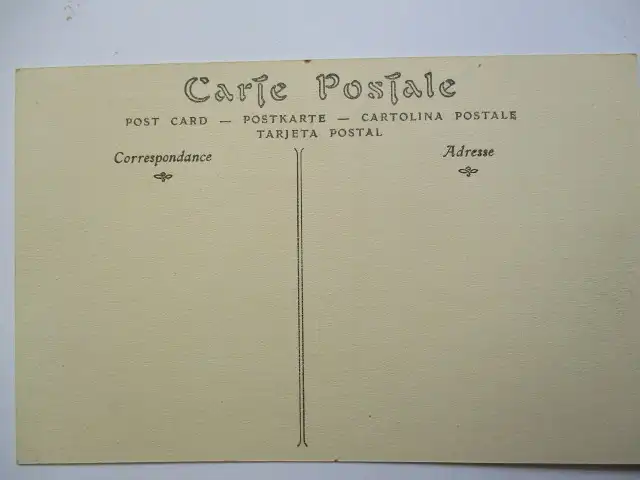 Carte Postale
POST CARD — POSTKARTE — CARTOLINA POSTALE
TARJETA POSTAL
Correspondance
Adresse